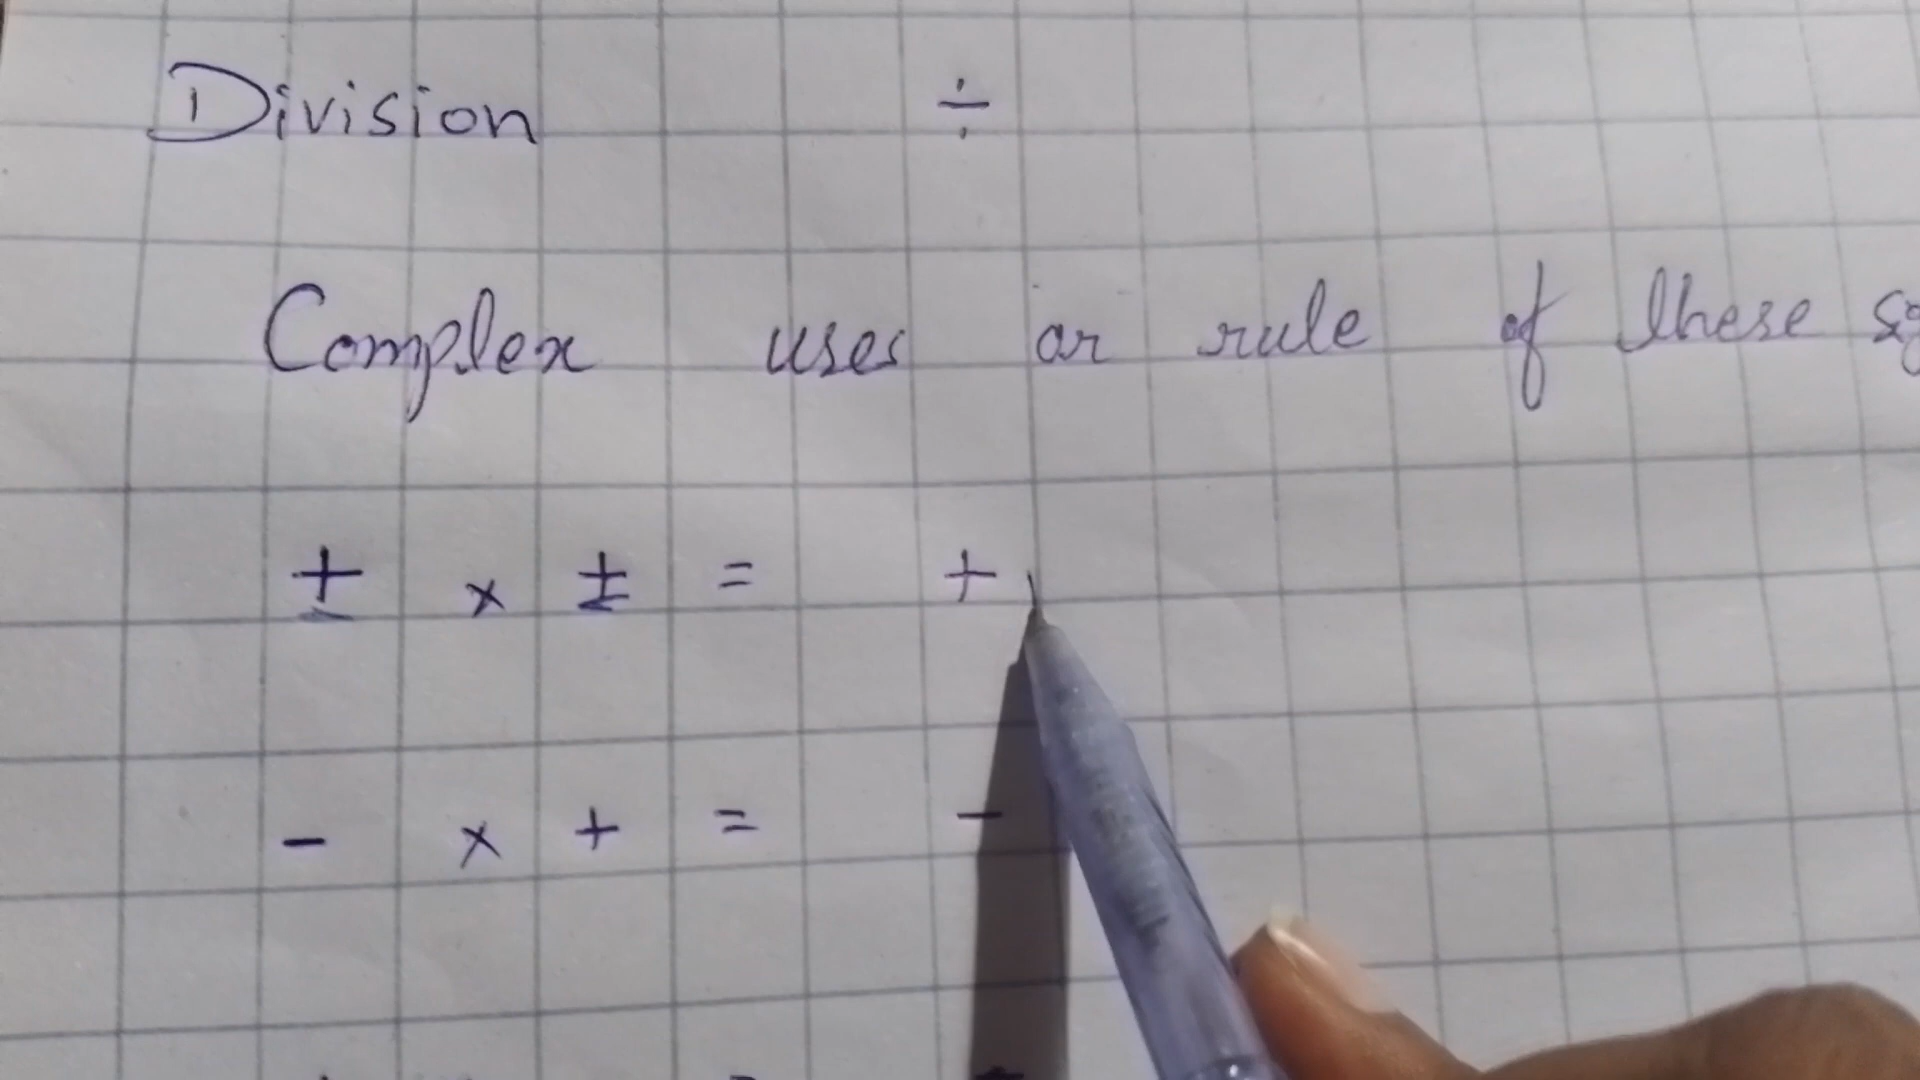 Division ÷
Complex uses or rule of these
± × ± = +
- × + = -